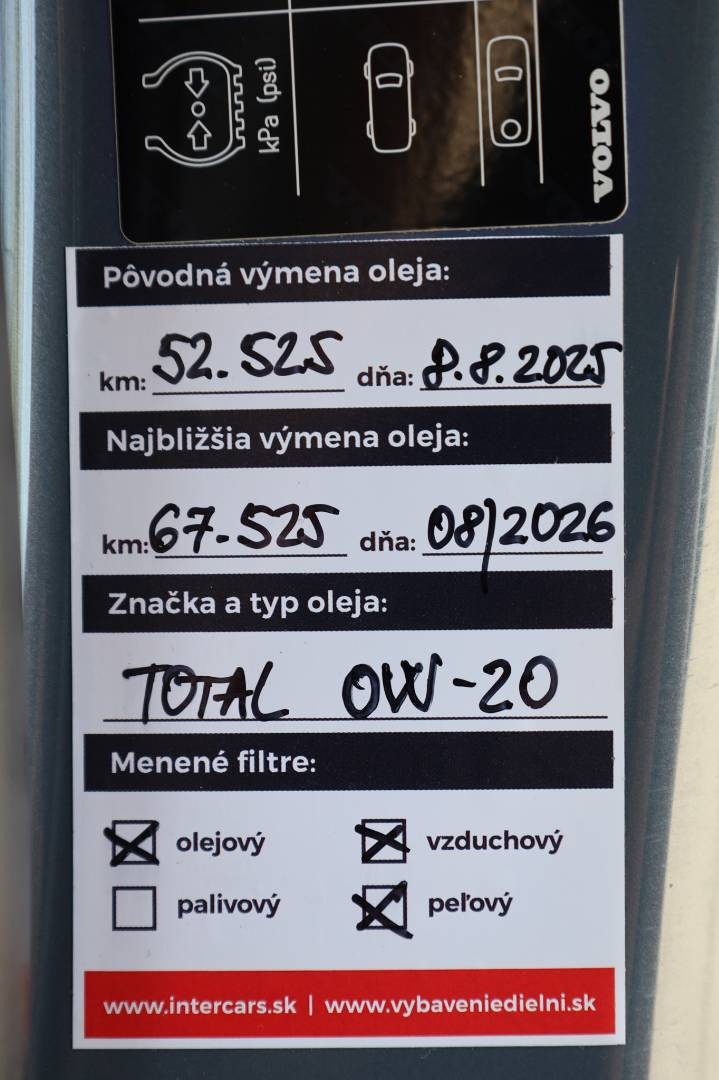 kPa (psi)
VOLVO
Pôvodná výmena oleja:
km: 52.525 dňa: 8.8.2025
Najbližšia výmena oleja:
km: 67.525 dňa: 08/2026
Značka a typ oleja:
TOTAL 0W-20
Menené filtre:
olejový vzduchový
palivový peľový
www.intercars.sk | www.vybaveniedielni.sk